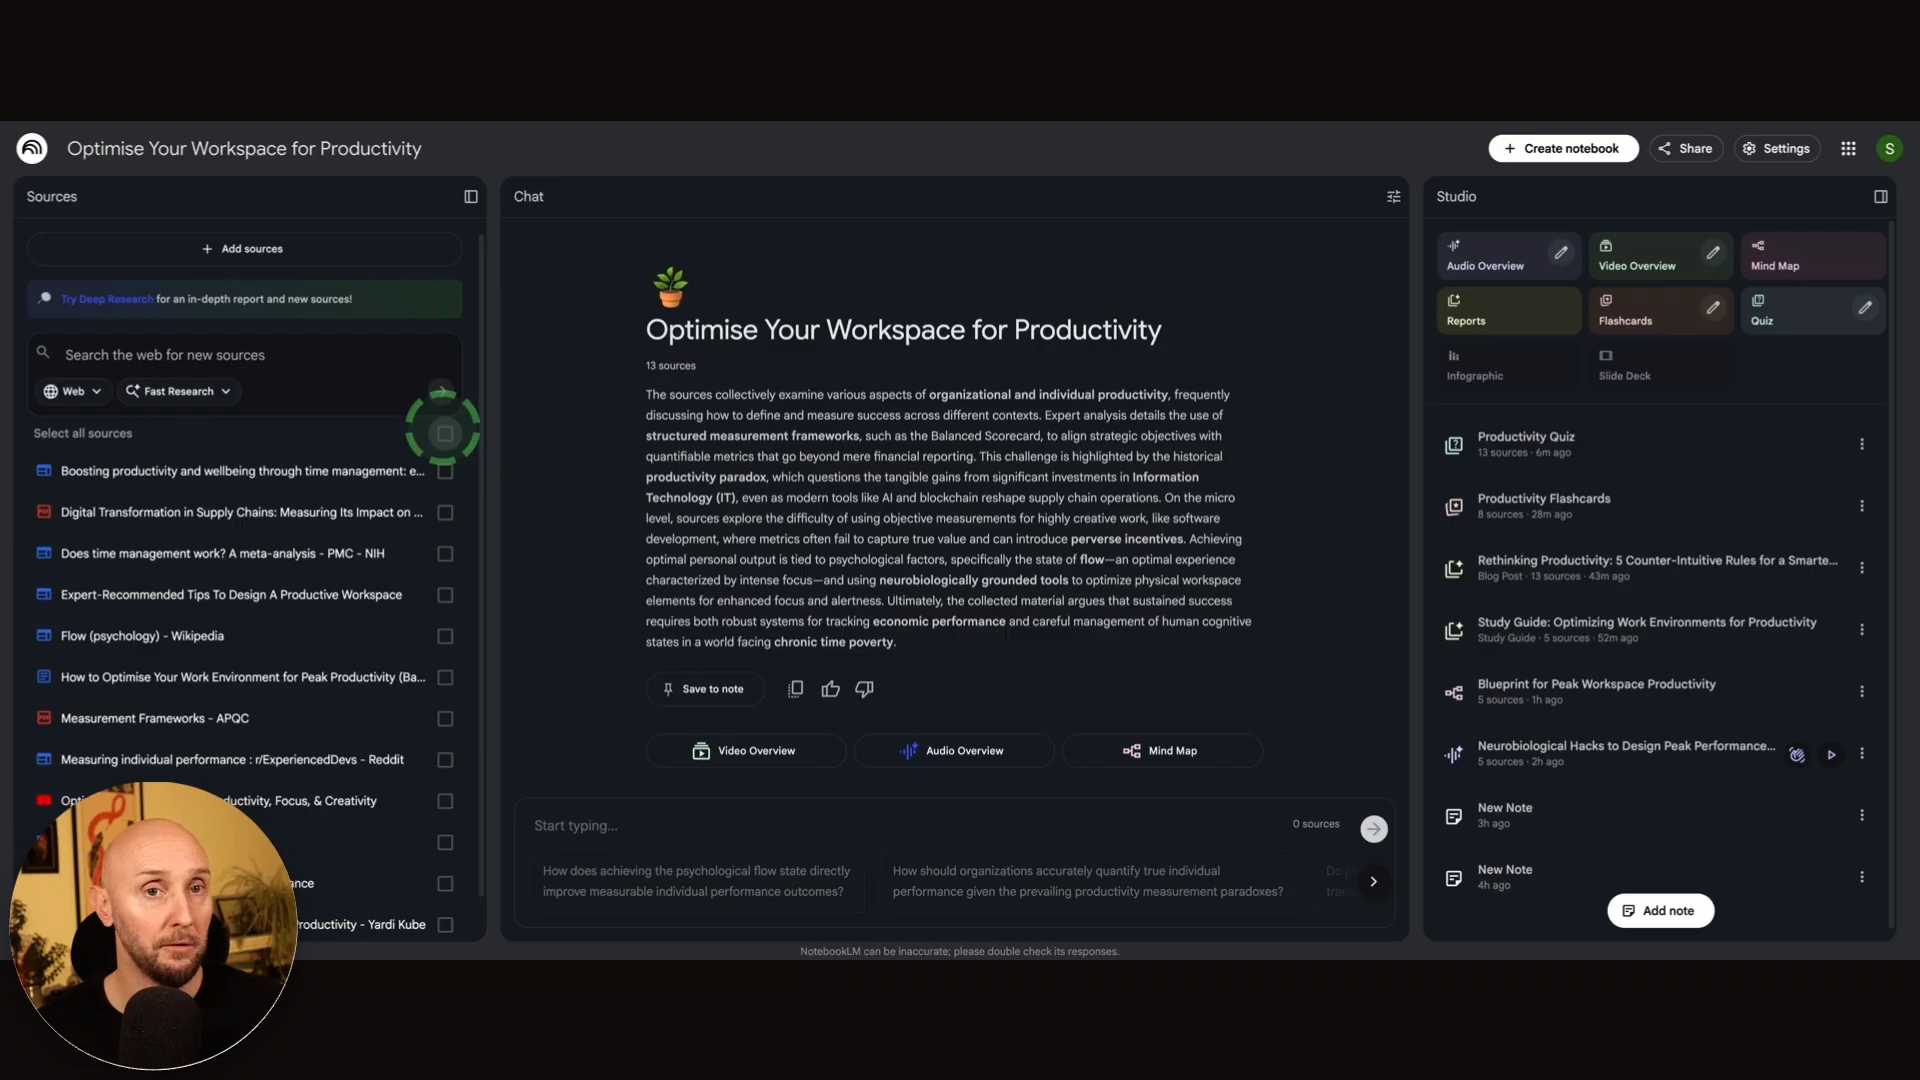 Optimise Your Workspace for Productivity
Create notebook
Share
Settings
S
Sources
Add sources
Try Deep Research for an in-depth report and new sources!
Search the web for new sources
Web
Fast Research
Select all sources
Boosting productivity and wellbeing through time management: e...
Digital Transformation in Supply Chains: Measuring Its Impact on ...
Does time management work? A meta-analysis - PMC - NIH
Expert-Recommended Tips To Design A Productive Workspace
Flow (psychology) - Wikipedia
How to Optimise Your Work Environment for Peak Productivity (Ba...
Measurement Frameworks - APQC
Measuring individual performance : r/ExperiencedDevs - Reddit
Focus, & Creativity
- Yardi Kube
Chat
Optimise Your Workspace for Productivity
13 sources
The sources collectively examine various aspects of organizational and individual productivity, frequently
discussing how to define and measure success across different contexts. Expert analysis details the use of
structured measurement frameworks, such as the Balanced Scorecard, to align strategic objectives with
quantifiable metrics that go beyond mere financial reporting. This challenge is highlighted by the historical
productivity paradox, which questions the tangible gains from significant investments in Information
Technology (IT), even as modern tools like AI and blockchain reshape supply chain operations. On the micro
level, sources explore the difficulty of using objective measurements for highly creative work, like software
development, where metrics often fail to capture true value and can introduce perverse incentives. Achieving
optimal personal output is tied to psychological factors, specifically the state of flow—an optimal experience
characterized by intense focus—and using neurobiologically grounded tools to optimize physical workspace
elements for enhanced focus and alertness. Ultimately, the collected material argues that sustained success
requires both robust systems for tracking economic performance and careful management of human cognitive
states in a world facing chronic time poverty.
Save to note
Video Overview
Audio Overview
Mind Map
Start typing...
0 sources
How does achieving the psychological flow state directly
improve measurable individual performance outcomes?
How should organizations accurately quantify true individual
performance given the prevailing productivity measurement paradoxes?
Do
NotebookLM can be inaccurate; please double check its responses.
Studio
Audio Overview
Video Overview
Mind Map
Reports
Flashcards
Quiz
Infographic
Slide Deck
Productivity Quiz
13 sources · 6m ago
Productivity Flashcards
8 sources · 28m ago
Rethinking Productivity: 5 Counter-Intuitive Rules for a Smarte...
Blog Post · 13 sources · 43m ago
Study Guide: Optimizing Work Environments for Productivity
Study Guide · 5 sources · 52m ago
Blueprint for Peak Workspace Productivity
5 sources · 1h ago
Neurobiological Hacks to Design Peak Performance...
5 sources · 2h ago
New Note
3h ago
New Note
4h ago
Add note